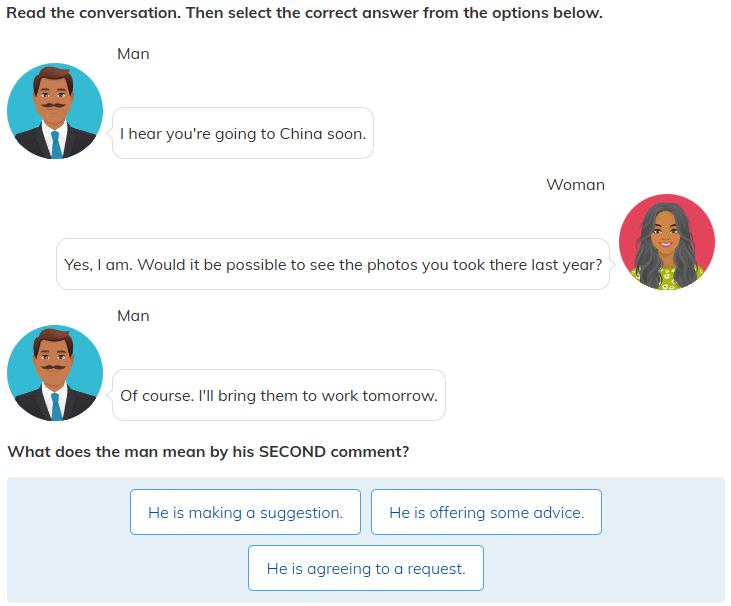 Read the conversation. Then select the correct answer from the options below.
Man
I hear you're going to China soon.
Woman
Yes, I am. Would it be possible to see the photos you took there last year?
Man
Of course. I'll bring them to work tomorrow.
What does the man mean by his SECOND comment?
He is making a suggestion.
He is offering some advice.
He is agreeing to a request.